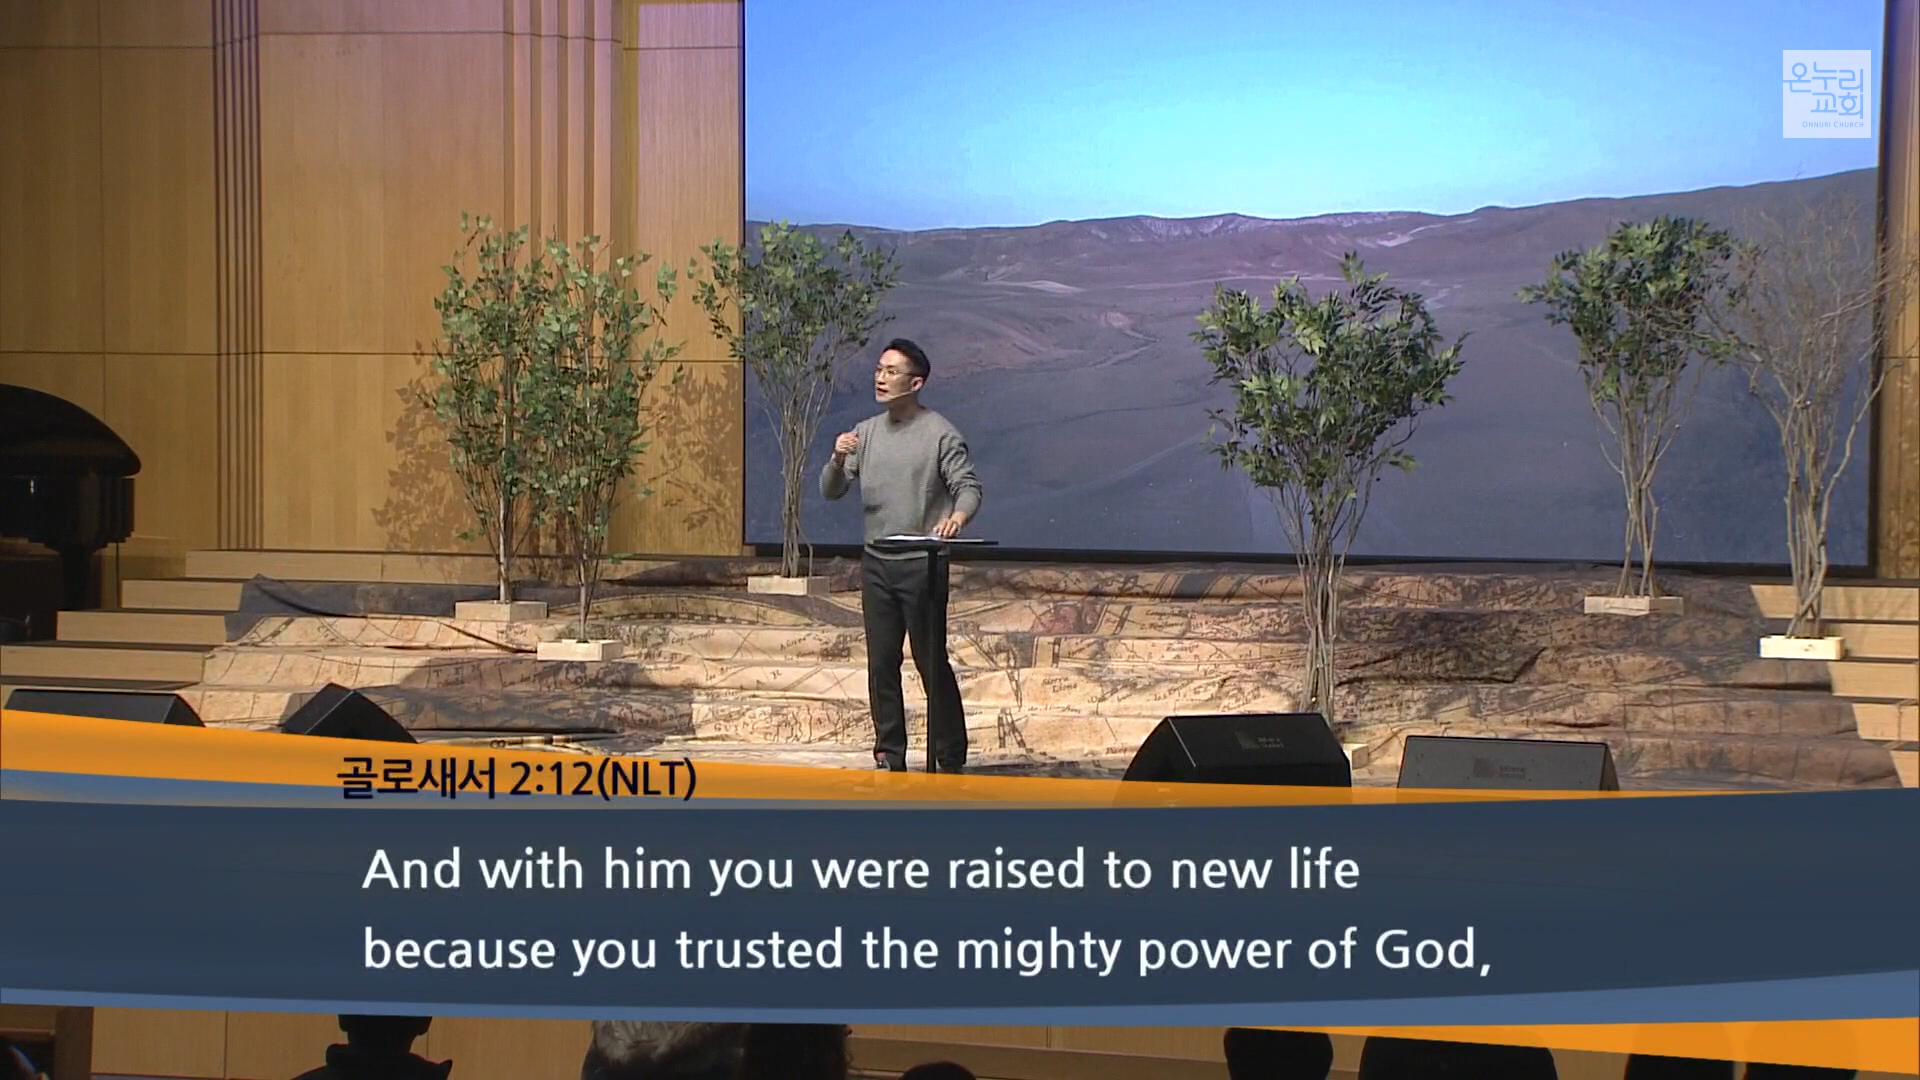 온누리
교회
ONNURI CHURCH
골로새서 2:12(NLT)
And with him you were raised to new life
because you trusted the mighty power of God,